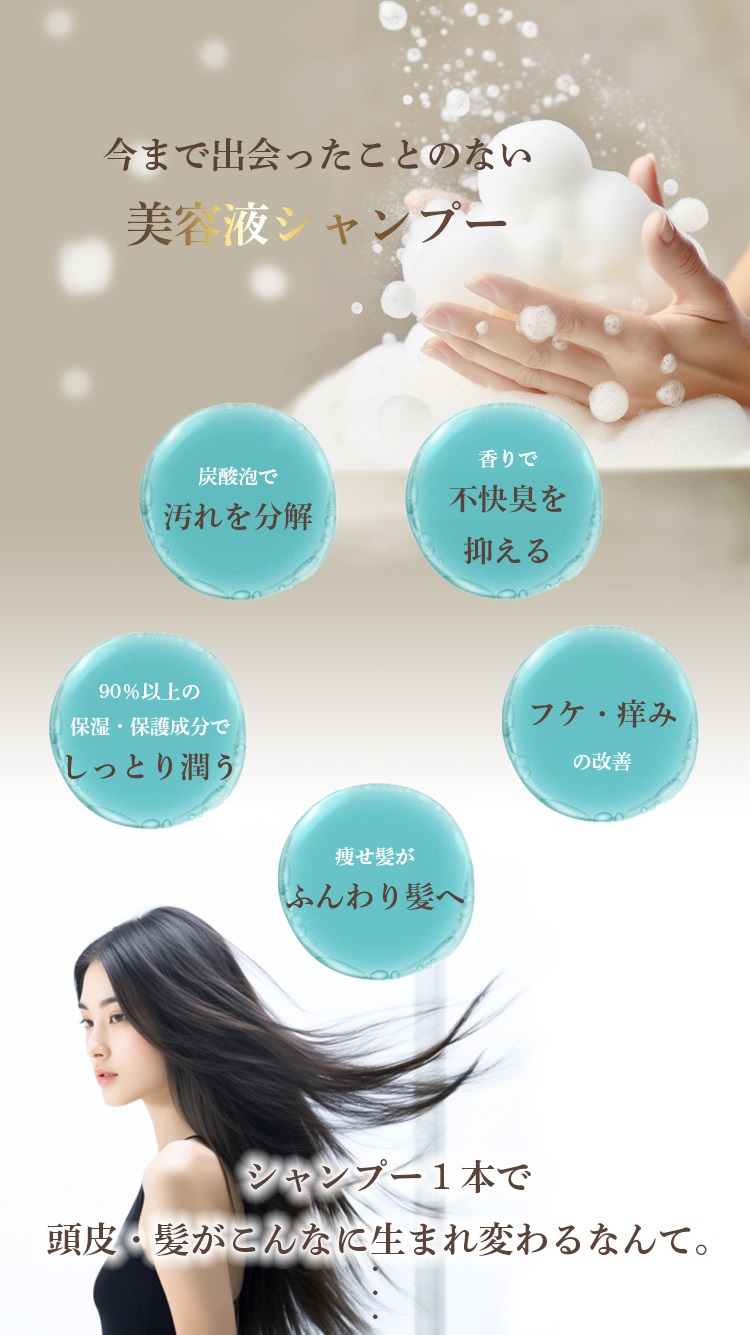 今まで出会ったことのない
美容液シャンプー
炭酸泡で
汚れを分解
香りで
不快臭を
抑える
90%以上の
保湿・保護成分で
しっとり潤う
フケ・痒み
の改善
痩せ髪が
ふんわり髪へ
シャンプー１本で
頭皮・髪がこんなに生まれ変わるなんて。